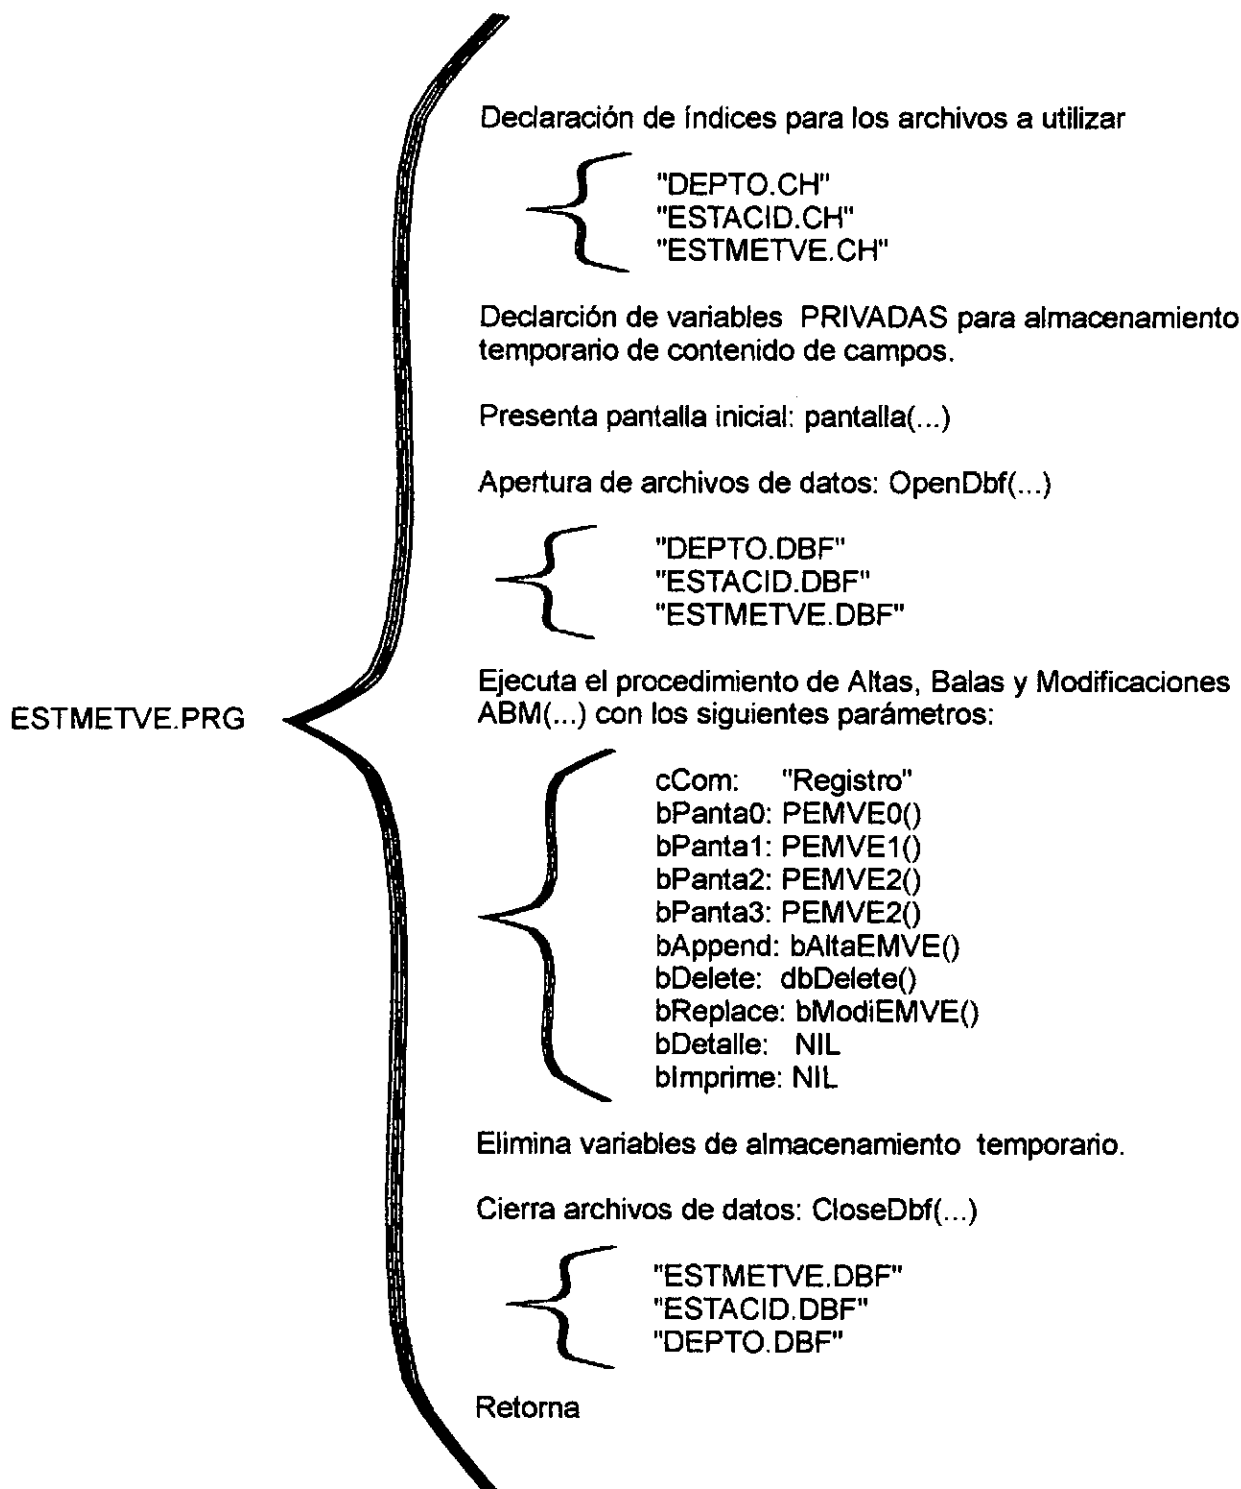 Declaración de índices para los archivos a utilizar
"DEPTO.CH"
"ESTACID.CH"
"ESTMETVE.CH"
Declarción de variables PRIVADAS para almacenamiento
temporario de contenido de campos.
Presenta pantalla inicial: pantalla(...)
Apertura de archivos de datos: OpenDbf(...)
"DEPTO.DBF"
"ESTACID.DBF"
"ESTMETVE.DBF"
Ejecuta el procedimiento de Altas, Balas y Modificaciones
ABM(...) con los siguientes parámetros:
ESTMETVE.PRG
cCom: "Registro"
bPanta0: PEMVE0()
bPanta1: PEMVE1()
bPanta2: PEMVE2()
bPanta3: PEMVE2()
bAppend: bAltaEMVE()
bDelete: dbDelete()
bReplace: bModiEMVE()
bDetalle: NIL
bImprime: NIL
Elimina variables de almacenamiento temporario.
Cierra archivos de datos: CloseDbf(...)
"ESTMETVE.DBF"
"ESTACID.DBF"
"DEPTO.DBF"
Retorna